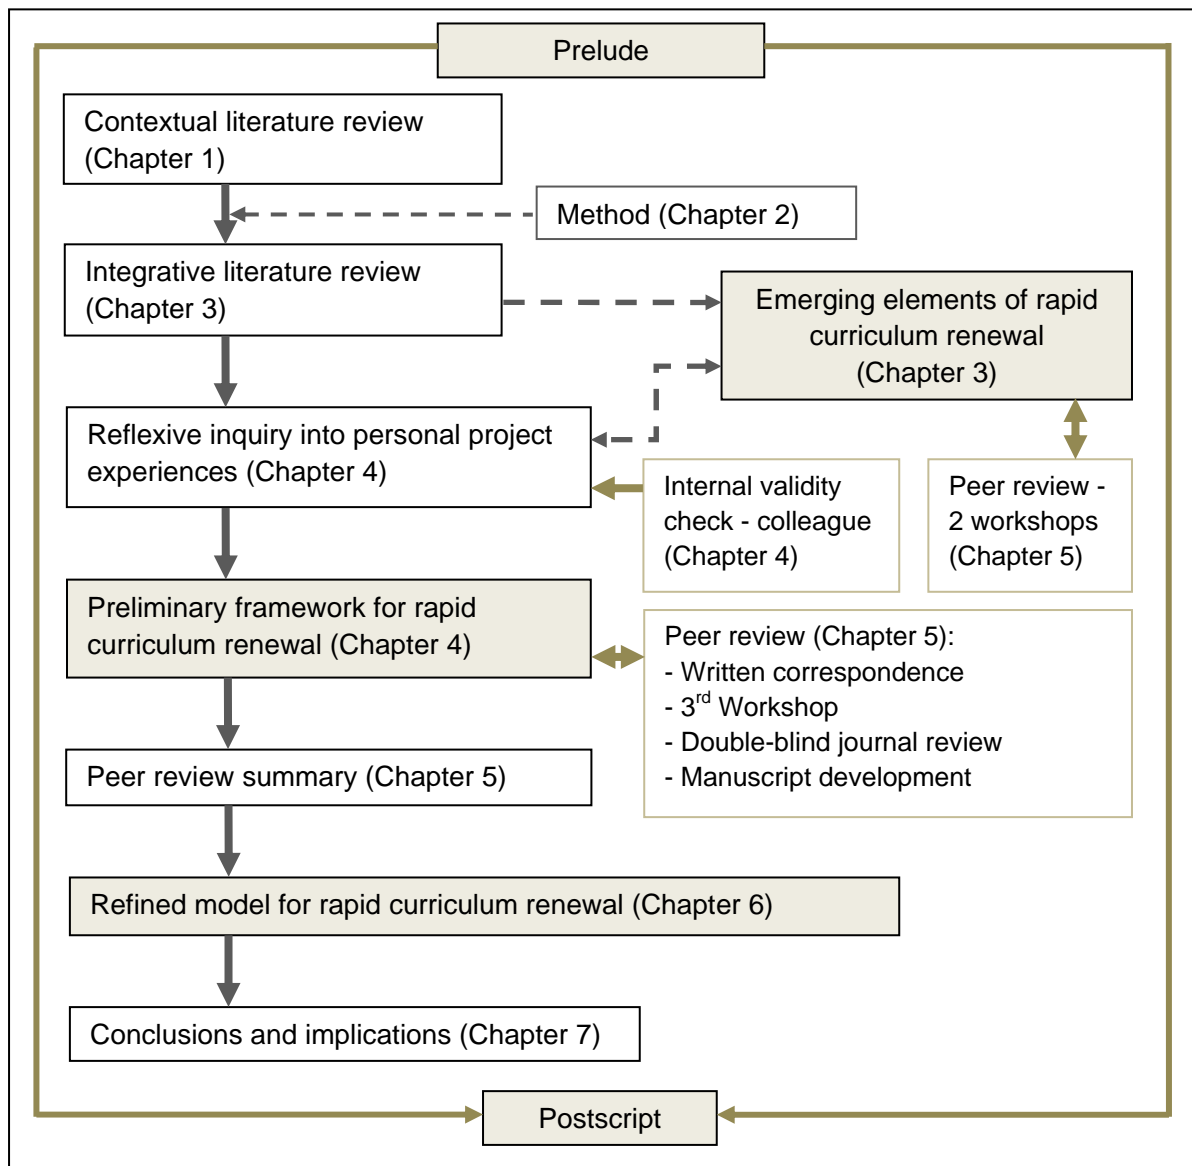 Prelude
Contextual literature review
(Chapter 1)
Method (Chapter 2)
Integrative literature review
(Chapter 3)
Emerging elements of rapid
curriculum renewal
(Chapter 3)
Reflexive inquiry into personal project
experiences (Chapter 4)
Internal validity
check - colleague
(Chapter 4)
Peer review -
2 workshops
(Chapter 5)
Preliminary framework for rapid
curriculum renewal (Chapter 4)
Peer review (Chapter 5):
- Written correspondence
- 3rd Workshop
- Double-blind journal review
- Manuscript development
Peer review summary (Chapter 5)
Refined model for rapid curriculum renewal (Chapter 6)
Conclusions and implications (Chapter 7)
Postscript